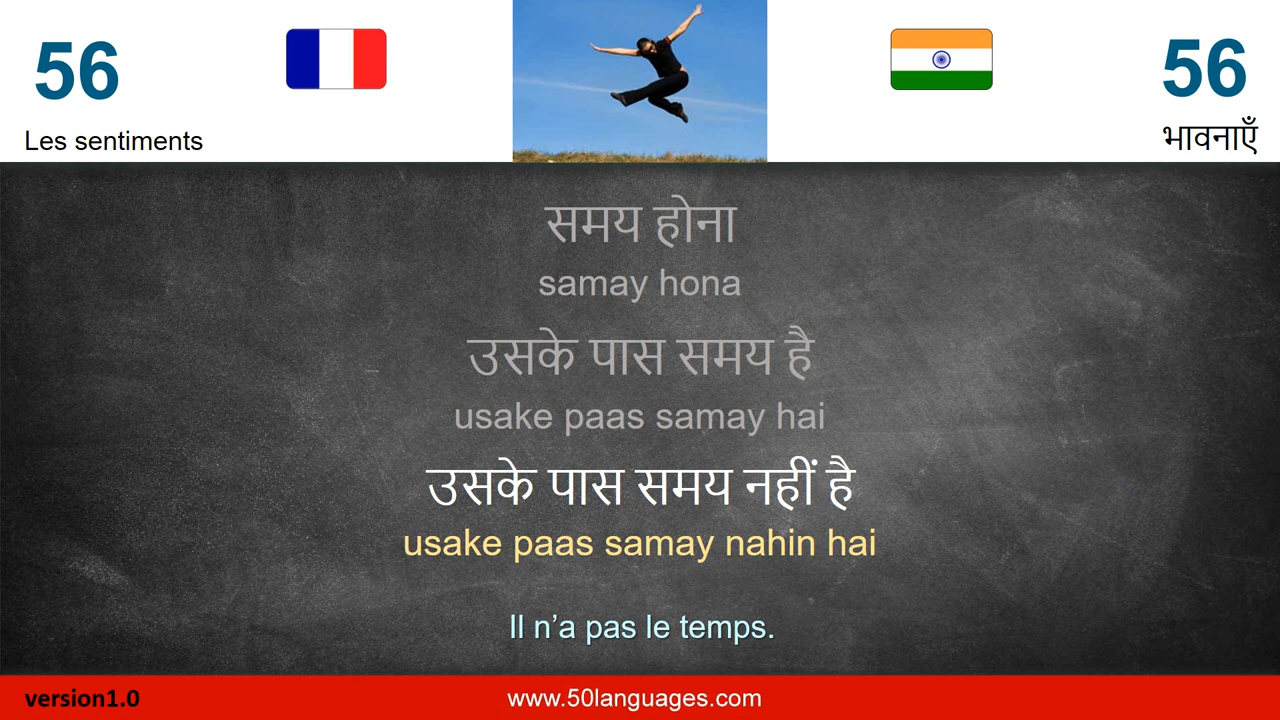 56
56
Les sentiments
भावनाएँ
समय होना
samay hona
उसके पास समय है
usake paas samay hai
उसके पास समय नहीं है
usake paas samay nahin hai
Il n’a pas le temps.
version1.0
www.50languages.com